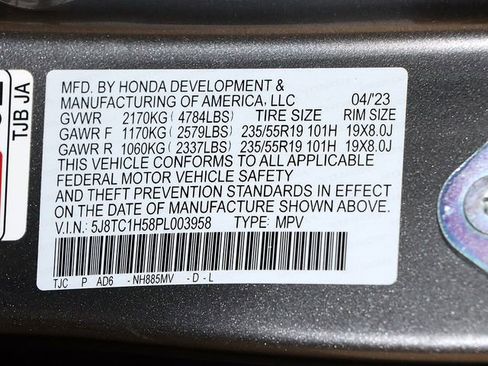 MFD. BY HONDA DEVELOPMENT &
MANUFACTURING OF AMERICA, LLC 04/'23
GVWR 2170KG (4784LBS) TIRE SIZE RIM SIZE
GAWR F 1170KG (2579LBS) 235/55R19 101H 19X8.0J
GAWR R 1060KG (2337LBS) 235/55R19 101H 19X8.0J
THIS VEHICLE CONFORMS TO ALL APPLICABLE
FEDERAL MOTOR VEHICLE SAFETY
AND THEFT PREVENTION STANDARDS IN EFFECT
ON THE DATE OF MANUFACTURE SHOWN ABOVE.
V.I.N.: 5J8TC1H58PL003958 TYPE: MPV
TJC P AD6 -NH885MV -D-L
TJB JA